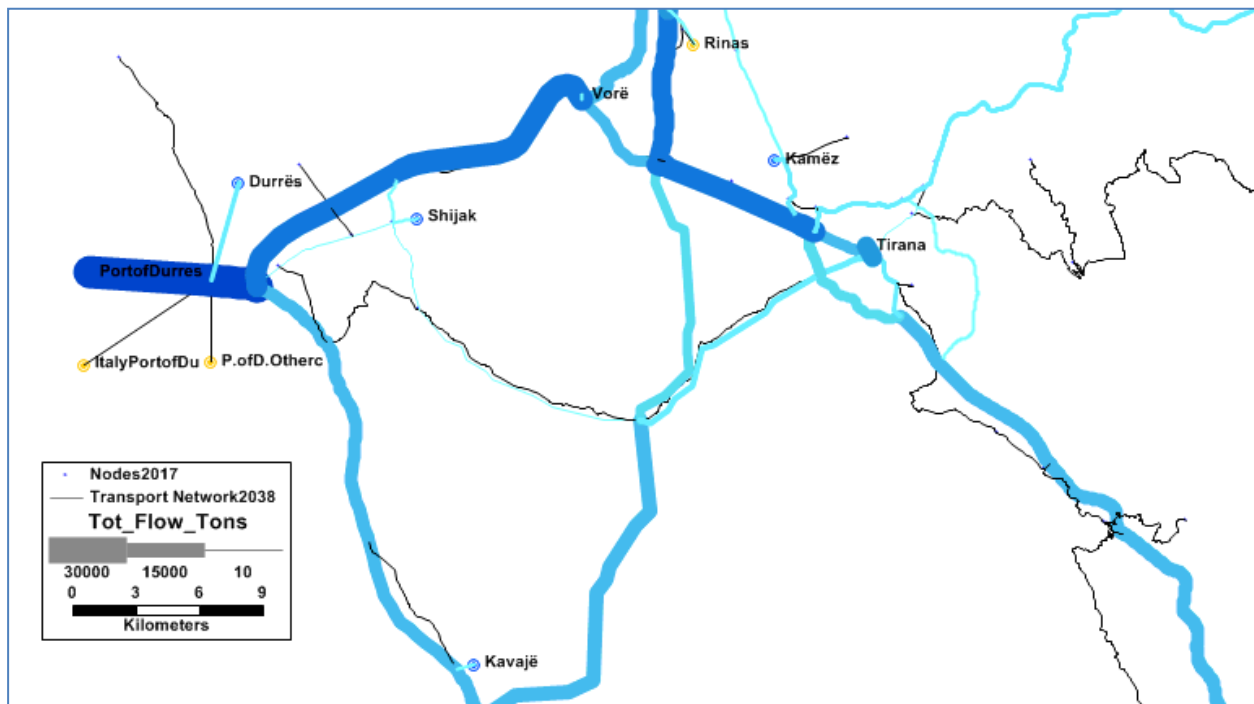 Rinas
Vorë
Kamëz
Durrës
Shijak
Tirana
PortofDurres
ItalyPortofDu
P.ofD.Otherc
Nodes2017
Transport Network2038
Tot_Flow_Tons
30000 15000 10
0 3 6 9
Kilometers
Kavajë